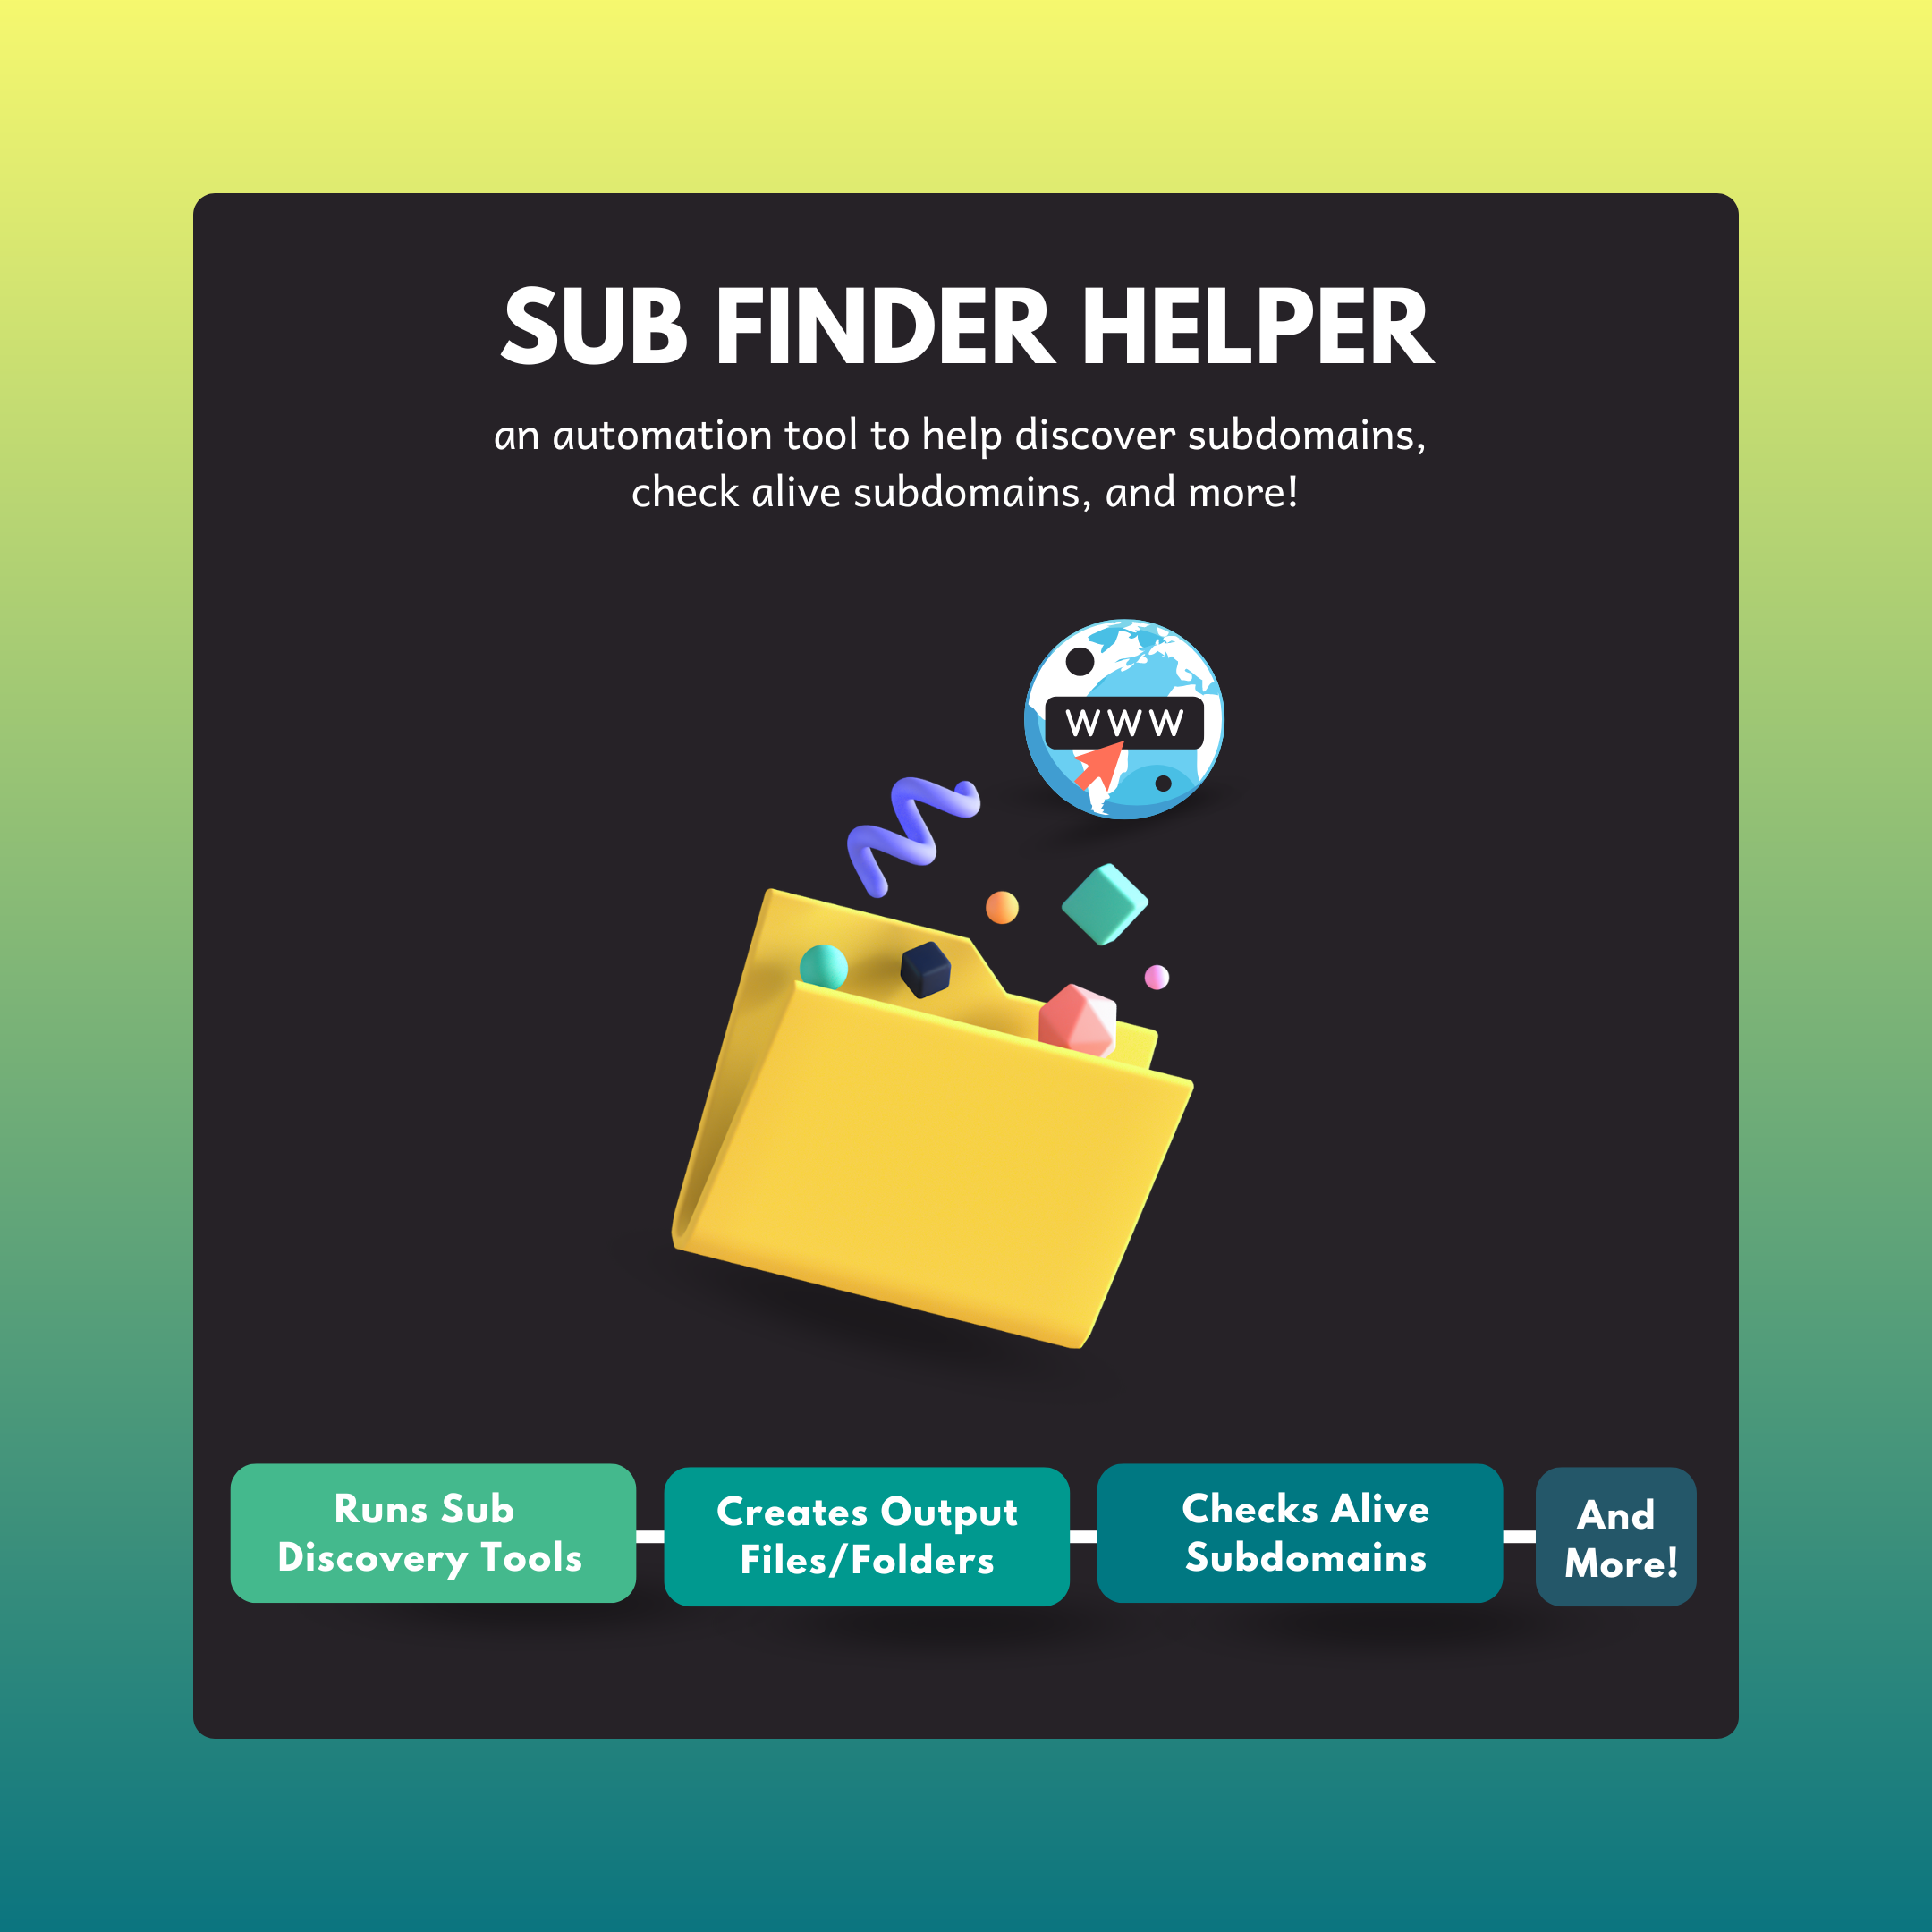 SUB FINDER HELPER
an automation tool to help discover subdomains,
check alive subdomains, and more!
WWW
Runs Sub
Discovery Tools
Creates Output
Files/Folders
Checks Alive
Subdomains
And
More!